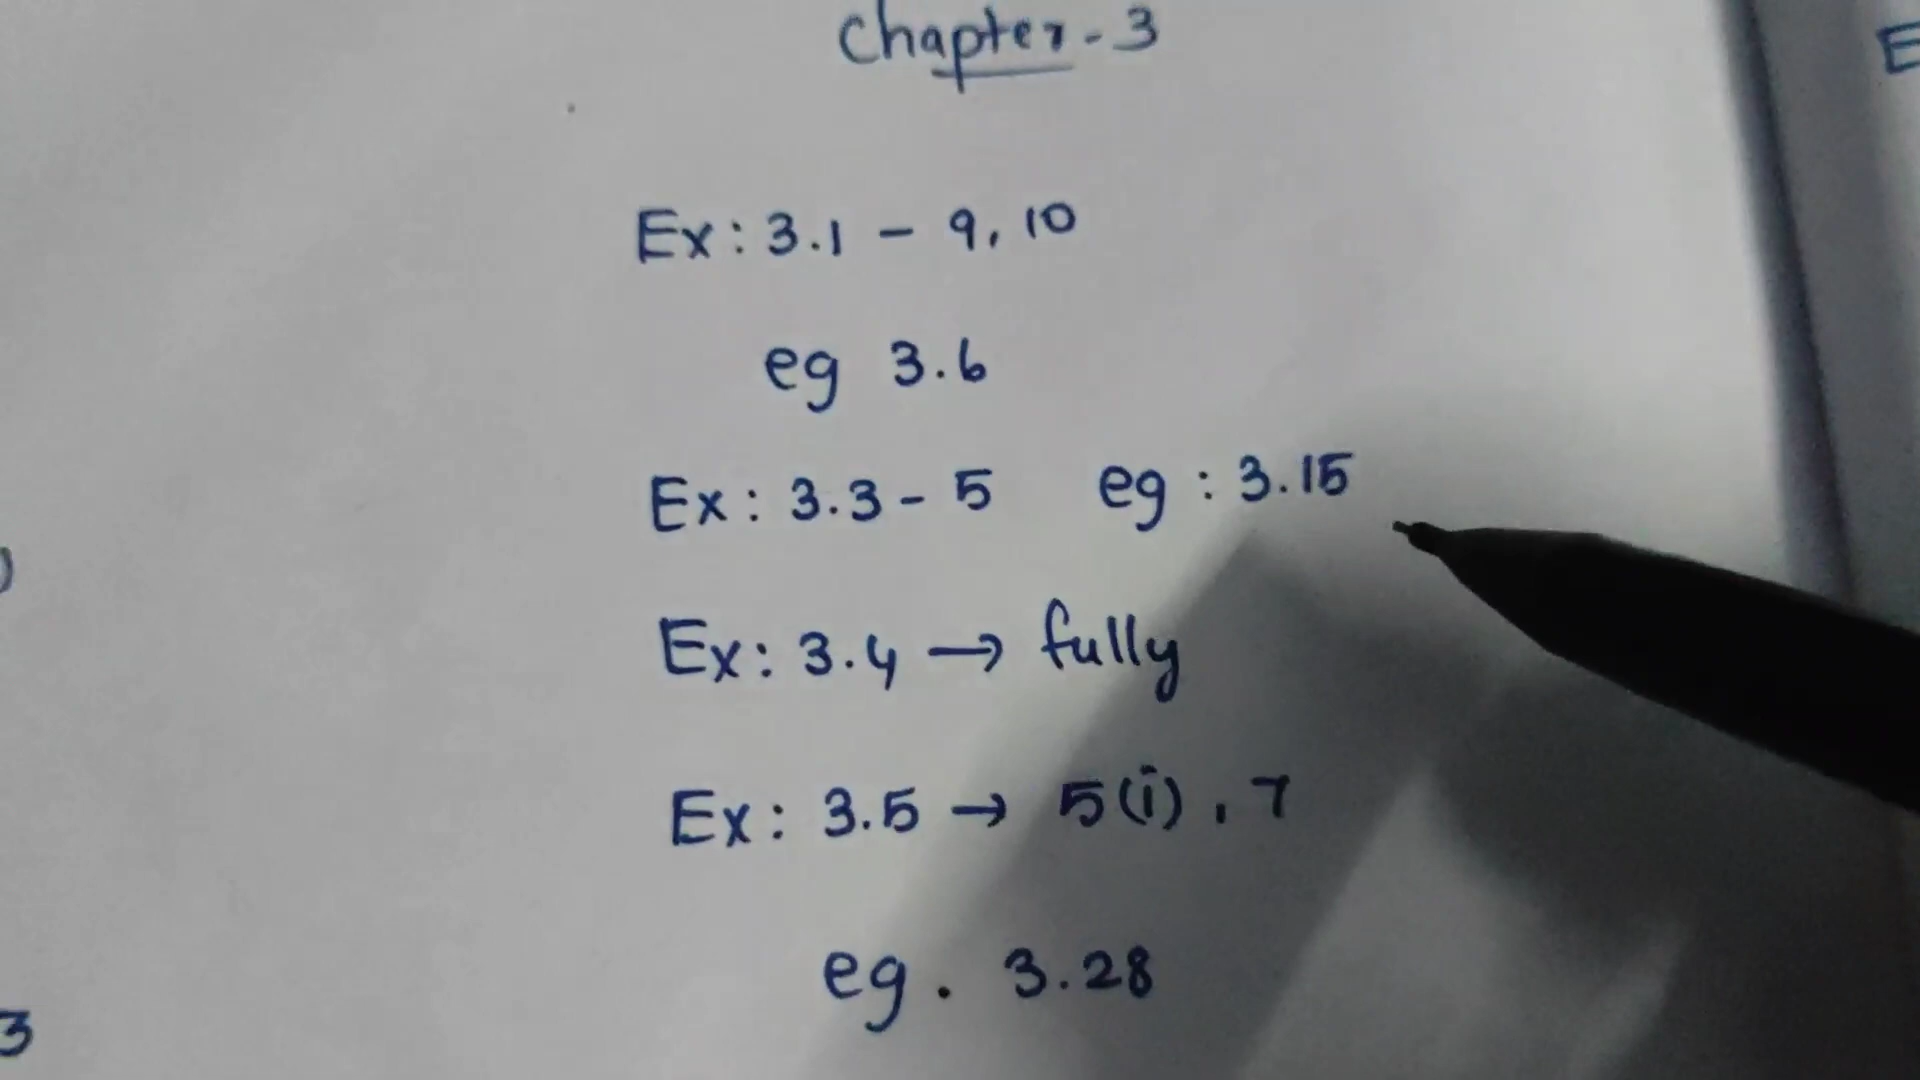 Chapter - 3
Ex: 3.1 - 9, 10
eg 3.6
Ex: 3.3 - 5 eg: 3.15
Ex: 3.4 → fully
Ex: 3.5 → 5(i), 7
eg. 3.28
E
)
3